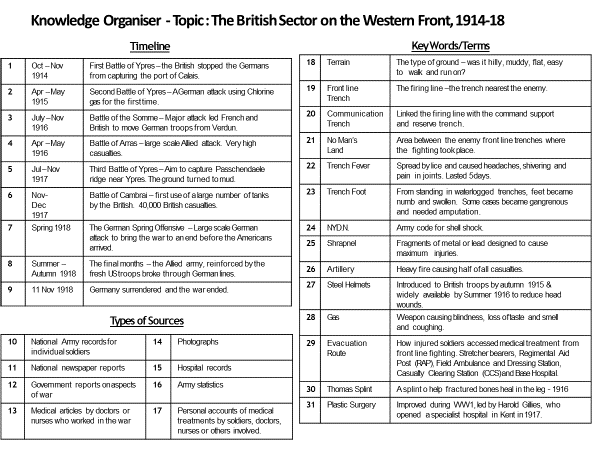 Knowledge Organiser - Topic: The British Sector on the Western Front, 1914-18
Timeline
1 Oct – Nov 1914 First Battle of Ypres – the British stopped the Germans
from capturing the port of Calais.
2 Apr – May 1915 Second Battle of Ypres – A German attack using Chlorine
gas for the first time.
3 July – Nov 1916 Battle of the Somme – Major attack led French and
British to move German troops from Verdun.
4 Apr – May 1916 Battle of Arras – large scale Allied attack. Very high
casualties.
5 Jul – Nov 1917 Third Battle of Ypres – Aim to capture Passchendaele
ridge near Ypres. The ground turned to mud.
6 Nov- Dec 1917 Battle of Cambrai – first use of a large number of tanks
by the British. 40,000 British casualties.
7 Spring 1918 The German Spring Offensive – Large scale German
attack to bring the war to an end before the Americans
arrived.
8 Summer – Autumn 1918 The final months – the Allied army, reinforced by the
fresh US troops broke through German lines.
9 11 Nov 1918 Germany surrendered and the war ended.
Types of Sources
10 National Army records for
individual soldiers
14 Photographs
11 National newspaper reports
15 Hospital records
12 Government reports on aspects
of war
16 Army statistics
13 Medical articles by doctors or
nurses who worked in the war
17 Personal accounts of medical
treatments by soldiers, doctors,
nurses or others involved.
Key Words/Terms
18 Terrain The type of ground – was it hilly, muddy, flat, easy
to walk and run on?
19 Front line Trench The firing line – the trench nearest the enemy.
20 Communication Trench Linked the firing line with the command support
and reserve trench.
21 No Man's Land Area between the enemy front line trenches where
the fighting took place.
22 Trench Fever Spread by lice and caused headaches, shivering and
pain in joints. Lasted 5 days.
23 Trench Foot From standing in waterlogged trenches, feet became
numb and swollen. Some cases became gangrenous
and needed amputation.
24 NYD.N. Army code for shell shock.
25 Shrapnel Fragments of metal or lead designed to cause
maximum injuries.
26 Artillery Heavy fire causing half of all casualties.
27 Steel Helmets Introduced to British troops by autumn 1915 &
widely available by Summer 1916 to reduce head
wounds.
28 Gas Weapon causing blindness, loss of taste and smell
and coughing.
29 Evacuation Route How injured soldiers accessed medical treatment from
front line fighting. Stretcher bearers, Regimental Aid
Post (RAP), Field Ambulance and Dressing Station,
Casualty Clearing Station (CCS) and Base Hospital.
30 Thomas Splint A splint to help fractured bones heal in the leg - 1916
31 Plastic Surgery Improved during WW1, led by Harold Gillies, who
opened a specialist hospital in Kent in 1917.